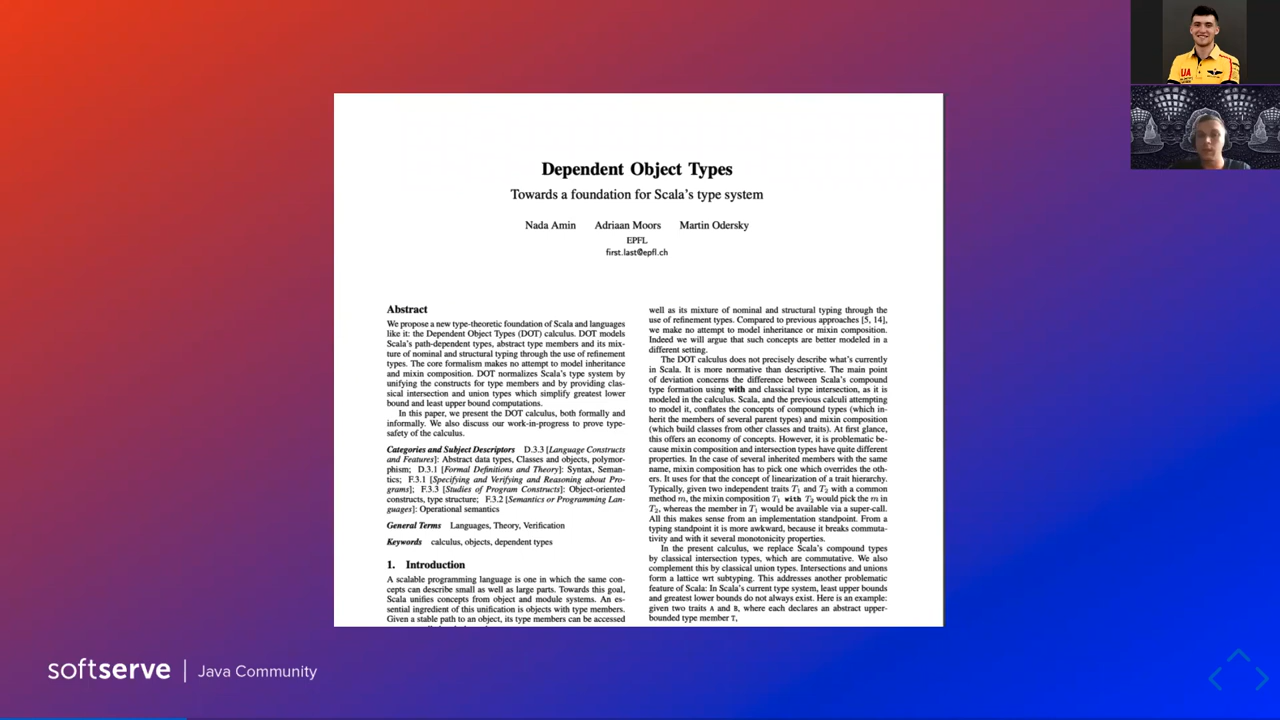 Dependent Object Types
Towards a foundation for Scala's type system
Nada Amin Adriaan Moors Martin Odersky
EPFL
first.last@epfl.ch
Abstract
We propose a new type-theoretic foundation of Scala and languages
like it: the Dependent Object Types (DOT) calculus. DOT models
Scala's path-dependent types, abstract type members and its mix-
ture of nominal and structural typing through the use of refinement
types. The core formalism makes no attempt to model inheritance
and mixin composition. DOT normalizes Scala's type system by
unifying the constructs for type members and by providing clas-
sical intersection and union types which simplify greatest lower
bound and least upper bound computations.
In this paper, we present the DOT calculus, both formally and
informally. We also discuss our work-in-progress to prove type-
safety of the calculus.
Categories and Subject Descriptors D.3.3 [Language Constructs
and Features]: Abstract data types, Classes and objects, polymor-
phism; D.3.1 [Formal Definitions and Theory]: Syntax, Seman-
tics; F.3.1 [Specifying and Verifying and Reasoning about Pro-
grams]; F.3.3 [Studies of Program Constructs]: Object-oriented
constructs, type structure; F.3.2 [Semantics or Programming Lan-
guages]: Operational semantics
General Terms Languages, Theory, Verification
Keywords calculus, objects, dependent types
1. Introduction
A scalable programming language is one in which the same con-
cepts can describe small as well as large parts. Towards this goal,
Scala unifies concepts from object and module systems. An es-
sential ingredient of this unification is objects with type members.
Given a stable path to an object, its type members can be accessed
well as its mixture of nominal and structural typing through the
use of refinement types. Compared to previous approaches [5, 14],
we make no attempt to model inheritance or mixin composition.
Indeed we will argue that such concepts are better modeled in a
different setting.
The DOT calculus does not precisely describe what's currently
in Scala. It is more normative than descriptive. The main point
of deviation concerns the difference between Scala's compound
type formation using with and classical type intersection, as it is
modeled in the calculus. Scala, and the previous calculi attempting
to model it, conflates the concepts of compound types (which in-
herit the members of several parent types) and mixin composition
(which build classes from other classes and traits). At first glance,
this offers an economy of concepts. However, it is problematic be-
cause mixin composition and intersection types have quite different
properties. In the case of several inherited members with the same
name, mixin composition has to pick one which overrides the oth-
ers. It uses for that the concept of linearization of a trait hierarchy.
Typically, given two independent traits T1 and T2 with a common
method m, the mixin composition T1 with T2 would pick the m in
T2, whereas the member in T1 would be available via a super-call.
All this makes sense from an implementation standpoint. From a
typing standpoint it is more awkward, because it breaks commuta-
tivity and with it several monotonicity properties.
In the present calculus, we replace Scala's compound types
by classical intersection types, which are commutative. We also
complement this by classical union types. Intersections and unions
form a lattice wrt subtyping. This addresses another problematic
feature of Scala: In Scala's current type system, least upper bounds
and greatest lower bounds do not always exist. Here is an example:
given two traits A and B, where each declares an abstract upper-
bounded type member T,
UA
softserve | Java Community